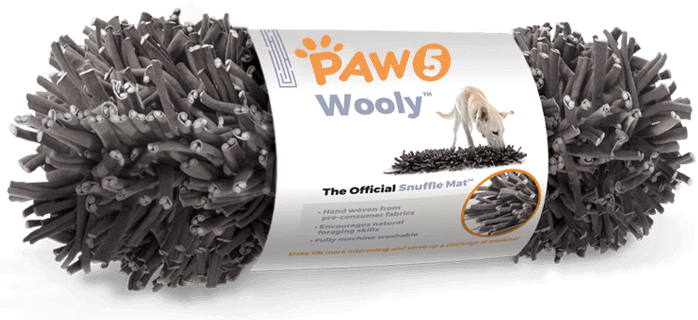 PAW5
Wooly™
The Official Snuffle Mat™
• Hand woven from
pre-consumer fabrics
• Encourages natural
foraging skills
• Fully machine washable
Make life more interesting and serve up a challenge at mealtime!